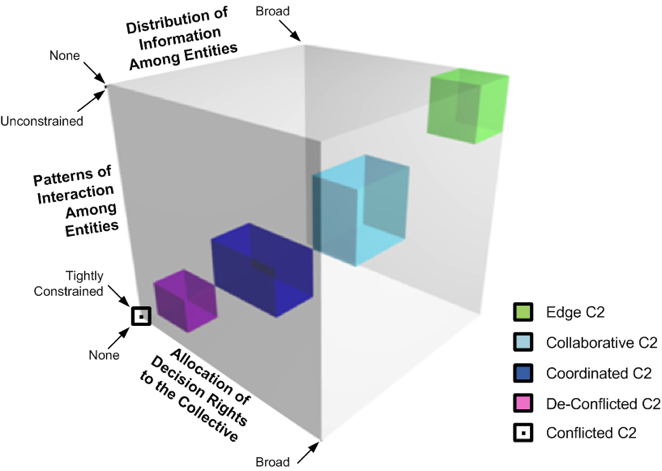 Distribution of
Information
Among Entities
Broad
None
Unconstrained
Patterns of
Interaction
Among
Entities
Tightly
Constrained
None
Allocation of
Decision Rights
to the Collective
Broad
Edge C2
Collaborative C2
Coordinated C2
De-Conflicted C2
Conflicted C2